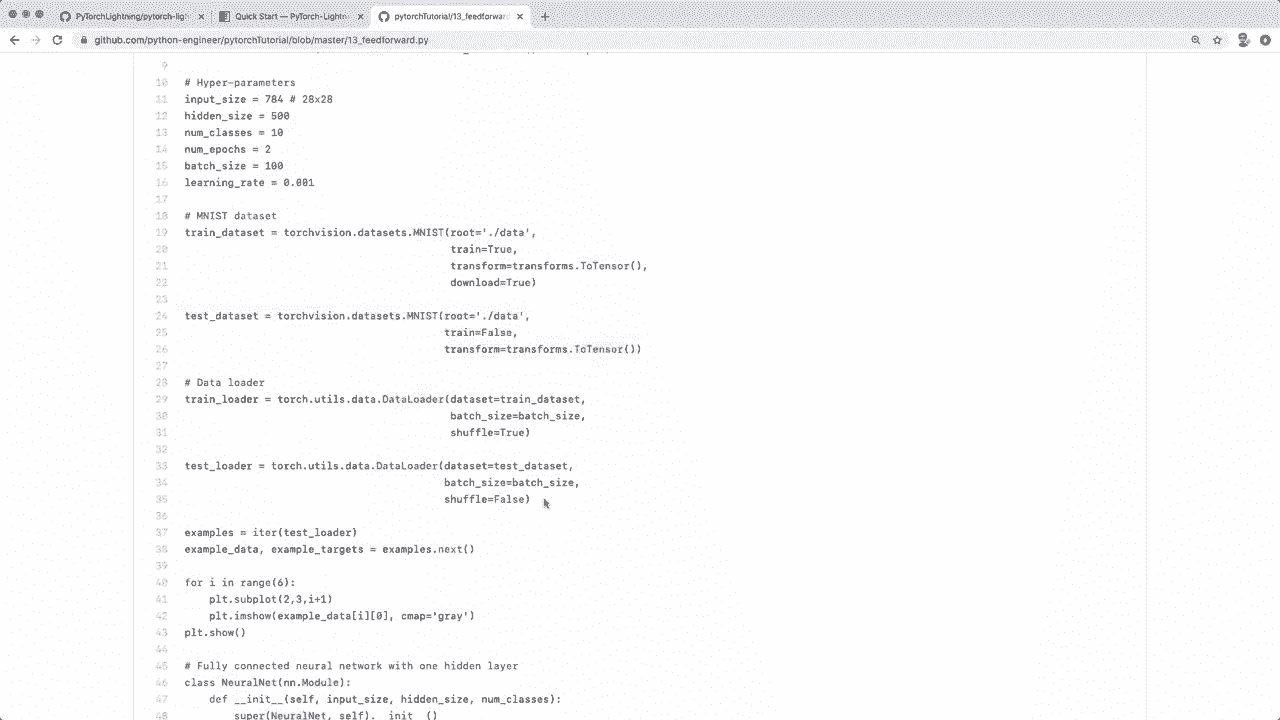 PyTorchLightning/pytorch-ligh
Quick Start — PyTorch-Lightnin
pytorchTutorial/13_feedforward
github.com/python-engineer/pytorchTutorial/blob/master/13_feedforward.py
9
10 # Hyper-parameters
11 input_size = 784 # 28x28
12 hidden_size = 500
13 num_classes = 10
14 num_epochs = 2
15 batch_size = 100
16 learning_rate = 0.001
17
18 # MNIST dataset
19 train_dataset = torchvision.datasets.MNIST(root='./data',
20 train=True,
21 transform=transforms.ToTensor(),
22 download=True)
23
24 test_dataset = torchvision.datasets.MNIST(root='./data',
25 train=False,
26 transform=transforms.ToTensor())
27
28 # Data loader
29 train_loader = torch.utils.data.DataLoader(dataset=train_dataset,
30 batch_size=batch_size,
31 shuffle=True)
32
33 test_loader = torch.utils.data.DataLoader(dataset=test_dataset,
34 batch_size=batch_size,
35 shuffle=False)
36
37 examples = iter(test_loader)
38 example_data, example_targets = examples.next()
39
40 for i in range(6):
41 plt.subplot(2,3,i+1)
42 plt.imshow(example_data[i][0], cmap='gray')
43 plt.show()
44
45 # Fully connected neural network with one hidden layer
46 class NeuralNet(nn.Module):
47 def __init__(self, input_size, hidden_size, num_classes):
48 super(NeuralNet, self).__init__()